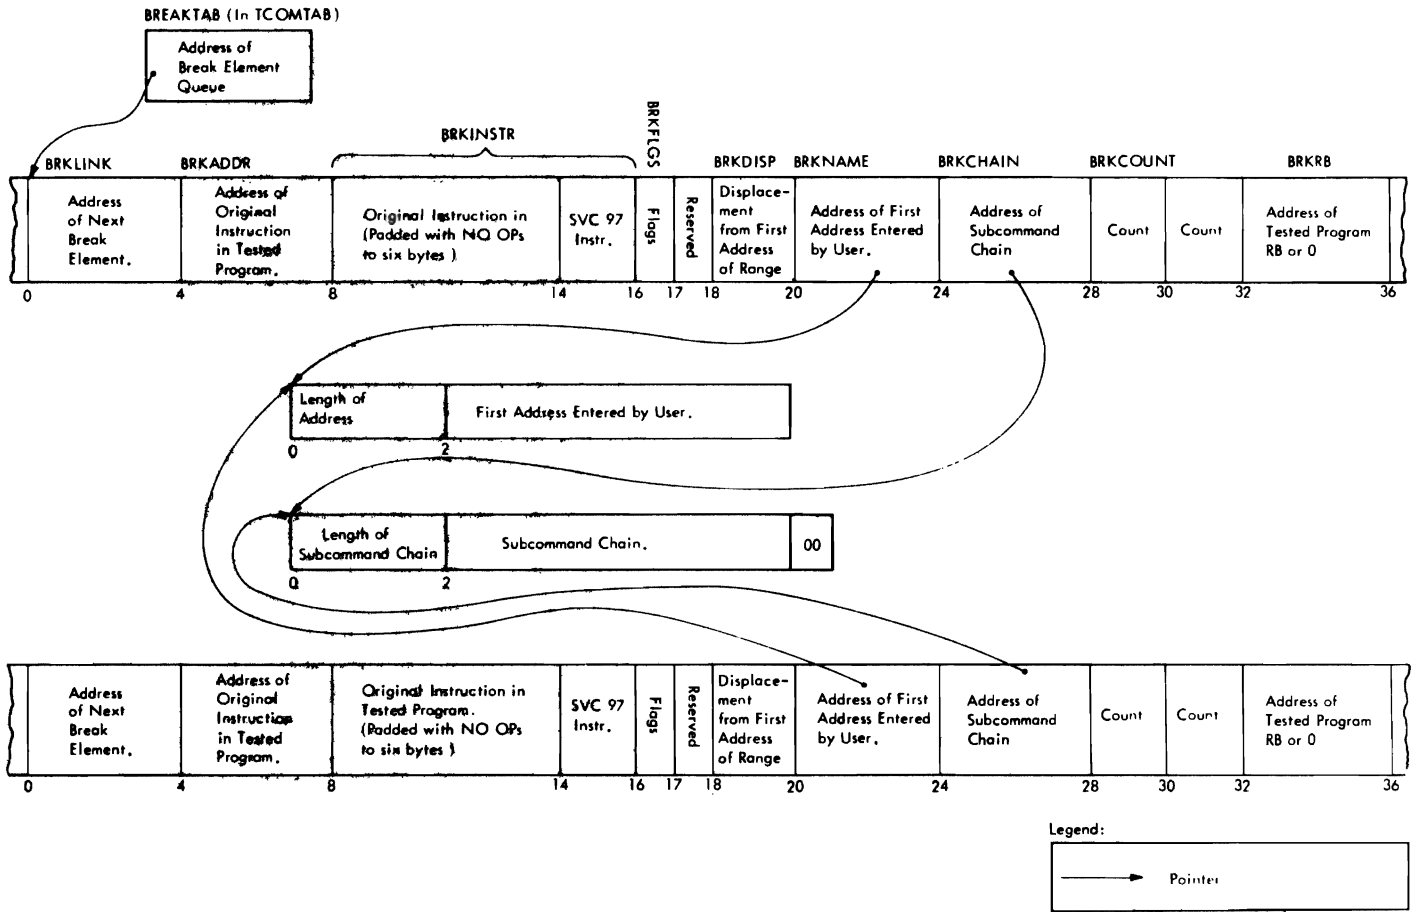 BREAKTAB (In TCOMTAB)
Address of
Break Element
Queue
BRKLINK
BRKADDR
BRKINSTR
BRKFLGS
BRKDISP
BRKNAME
BRKCHAIN
BRKCOUNT
BRKRB
Address
of Next
Break
Element.
Address of
Original
Instruction
in Tested
Program.
Original Instruction in
(Padded with NO OPs
to six bytes )
SVC 97
Instr.
Flags
Reserved
Displace-
ment
from First
Address
of Range
Address of First
Address Entered
by User.
Address of
Subcommand
Chain
Count
Count
Address of
Tested Program
RB or 0
0 4 8 14 16 17 18 20 24 28 30 32 36
Length of
Address
First Address Entered by User.
0 2
Length of
Subcommand Chain
Subcommand Chain.
00
0 2
Address
of Next
Break
Element.
Address of
Original
Instruction
in Tested
Program.
Original Instruction in
Tested Program.
(Padded with NO OPs
to six bytes )
SVC 97
Instr.
Flags
Reserved
Displace-
ment
from First
Address
of Range
Address of First
Address Entered
by User.
Address of
Subcommand
Chain
Count
Count
Address of
Tested Program
RB or 0
0 4 8 14 16 17 18 20 24 28 30 32 36
Legend:
Pointer